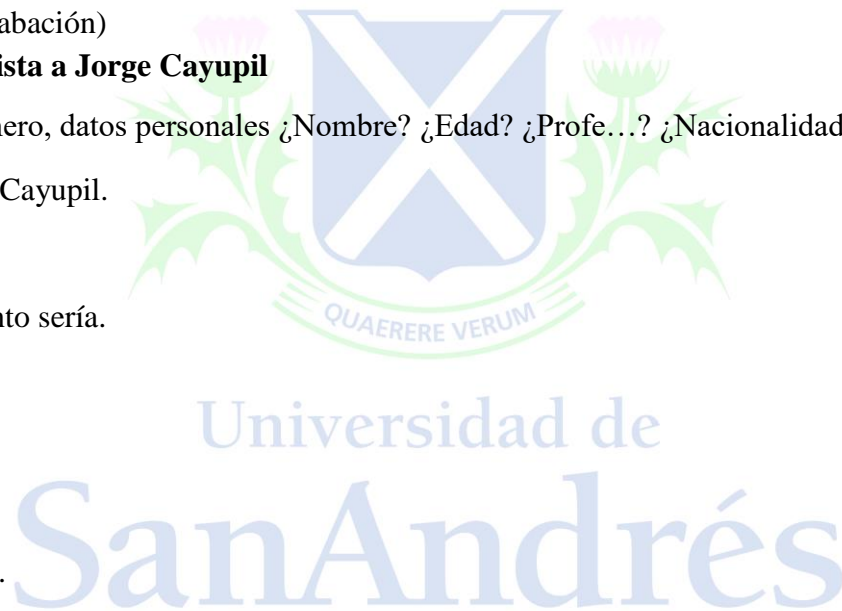 abación)
ista a Jorge Cayupil
nero, datos personales ¿Nombre? ¿Edad? ¿Profe…? ¿Nacionalidad
Cayupil.
nto sería.
QUAERERE VERUM
Universidad de
SanAndrés
.